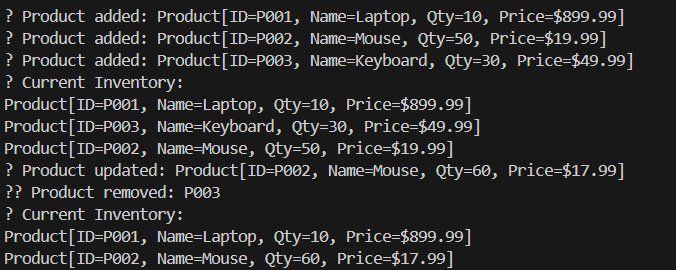 ? Product added: Product[ID=P001, Name=Laptop, Qty=10, Price=$899.99]
? Product added: Product[ID=P002, Name=Mouse, Qty=50, Price=$19.99]
? Product added: Product[ID=P003, Name=Keyboard, Qty=30, Price=$49.99]
? Current Inventory:
Product[ID=P001, Name=Laptop, Qty=10, Price=$899.99]
Product[ID=P003, Name=Keyboard, Qty=30, Price=$49.99]
Product[ID=P002, Name=Mouse, Qty=50, Price=$19.99]
? Product updated: Product[ID=P002, Name=Mouse, Qty=60, Price=$17.99]
?? Product removed: P003
? Current Inventory:
Product[ID=P001, Name=Laptop, Qty=10, Price=$899.99]
Product[ID=P002, Name=Mouse, Qty=60, Price=$17.99]